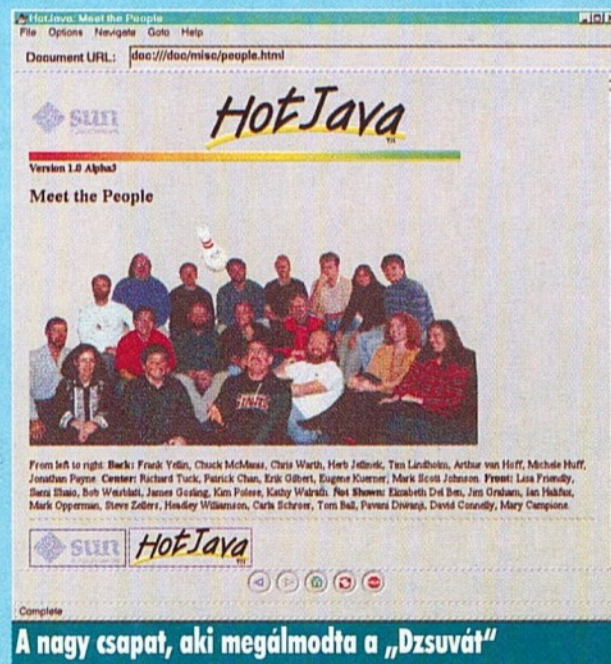 HotJava: Meet the People
File Options Navigate Goto Help
Document URL: doc:///doc/misc/people.html
Sun
HotJava
TM
Version 1.0 Alpha3
Meet the People
From left to right: Back: Frank Yellin, Chuck McManis, Chris Warth, Herb Jellinek, Tim Lindholm, Arthur van Hoff, Michele Huff,
Jonathan Payne. Center: Richard Tuck, Patrick Chan, Erik Gilbert, Eugene Kuerner, Mark Scott Johnson. Front: Lisa Friendly,
Sami Shaio, Bob Weisblatt, James Gosling, Kim Polese, Kathy Walrath. Not Shown: Elizabeth Del Ben, Jim Graham, Ian
Mark Opperman, Steve Zellers, Headley Williamson, Carla Schroer, Tom Ball, Pavani Diwanji, David Connelly, Mary Campione.
Sun
HotJava
Complete
A nagy csapat, aki megálmodta a „Dzsuvát”